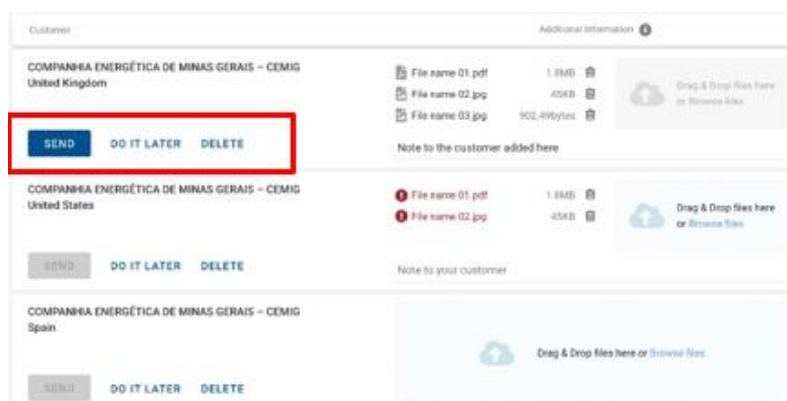 Customer
Additional Information
COMPANHIA ENERGÉTICA DE MINAS GERAIS – CEMIG
United Kingdom
File name 01.pdf 1.8MB
File name 02.jpg 45KB
File name 03.jpg 902.49bytes
Drag & Drop files here
or Browse files
SEND DO IT LATER DELETE
Note to the customer added here
COMPANHIA ENERGÉTICA DE MINAS GERAIS – CEMIG
United States
File name 01.pdf 1.8MB
File name 02.jpg 45KB
Drag & Drop files here
or Browse files
SEND DO IT LATER DELETE
Note to your customer
COMPANHIA ENERGÉTICA DE MINAS GERAIS – CEMIG
Spain
Drag & Drop files here or Browse files
SEND DO IT LATER DELETE